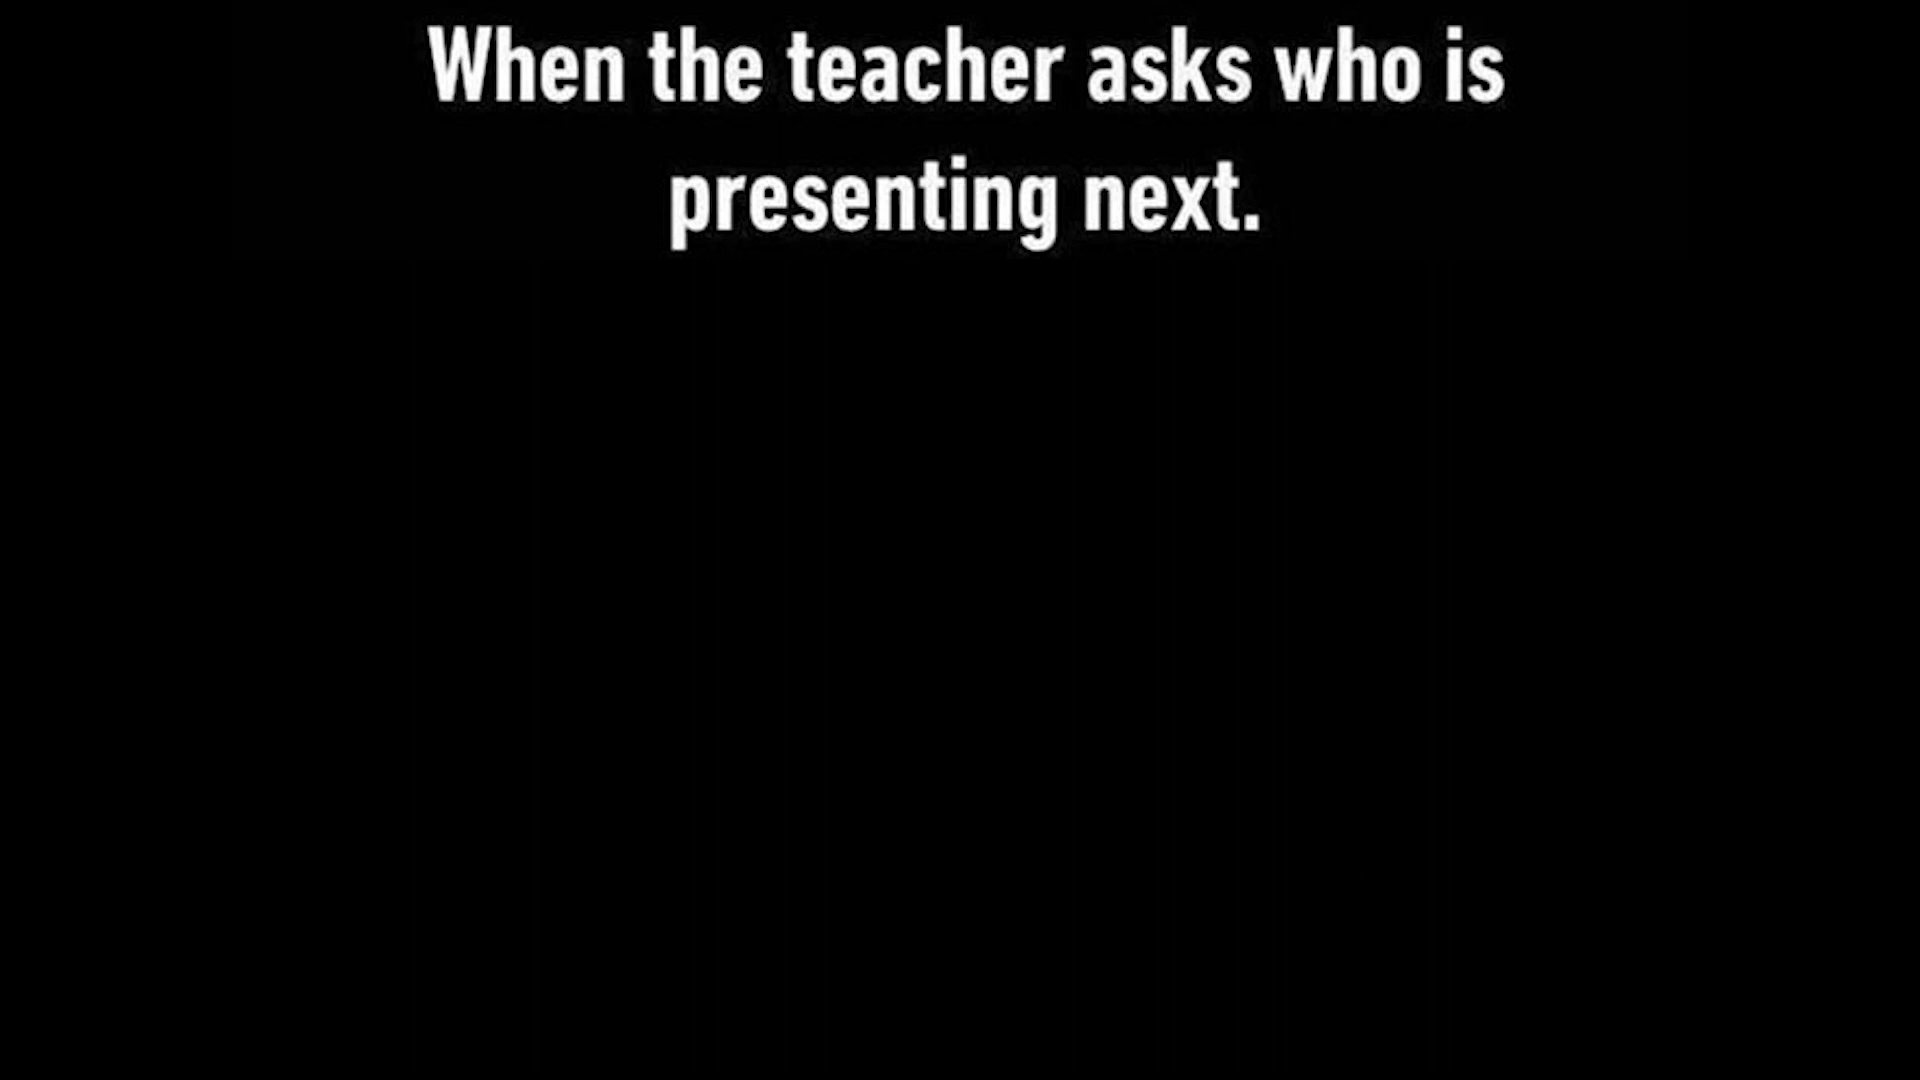 When the teacher asks who is
presenting next.